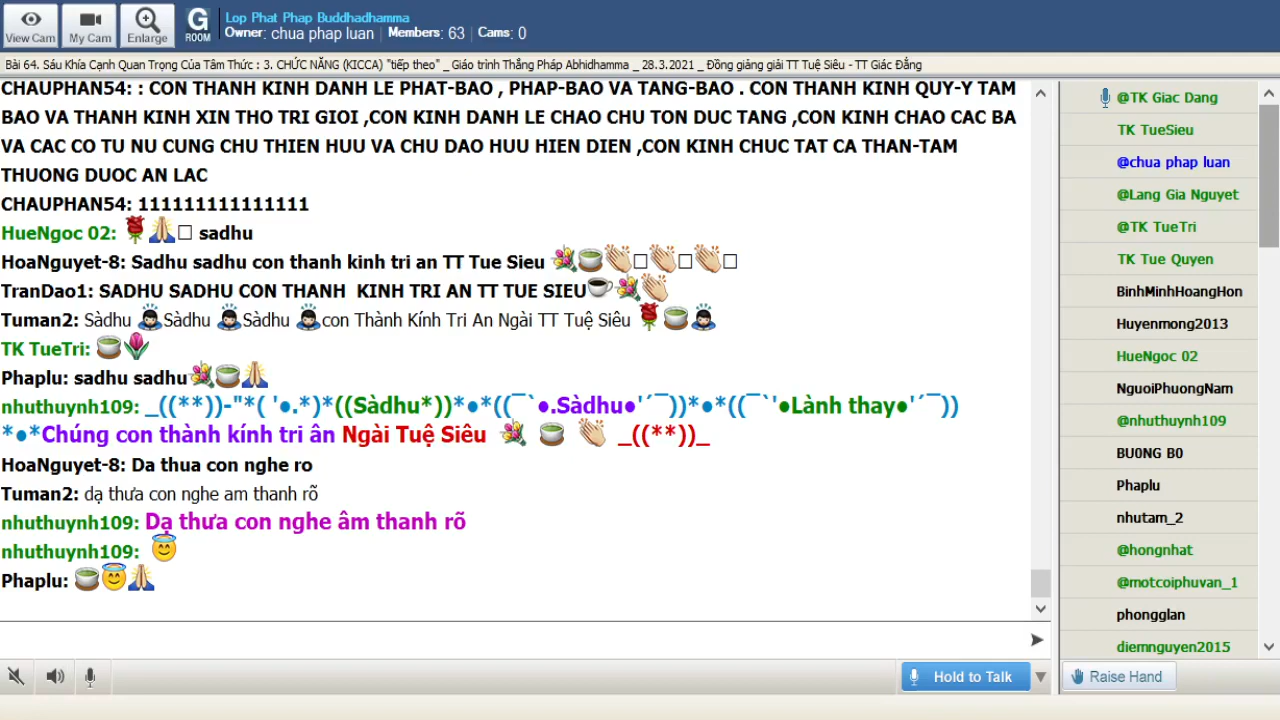 View Cam
My Cam
Enlarge
G
ROOM
Lop Phat Phap Buddhadhamma
Owner: chua phap luan | Members: 63 | Cams: 0
Bài 64. Sáu Khía Cạnh Quan Trọng Của Tâm Thức : 3. CHỨC NĂNG (KICCA) "tiếp theo" _ Giáo trình Thắng Pháp Abhidhamma _ 28.3.2021 _ Đồng giảng giải TT Tuệ Siêu - TT Giác Đẳng
CHAUPHAN54: : CON THANH KINH DANH LE PHAT-BAO , PHAP-BAO VA TANG-BAO . CON THANH KINH QUY-Y TAM
BAO VA THANH KINH XIN THO TRI GIOI ,CON KINH DANH LE CHAO CHU TON DUC TANG ,CON KINH CHAO CAC BA
VA CAC CO TU NU CUNG CHU THIEN HUU VA CHU DAO HUU HIEN DIEN ,CON KINH CHUC TAT CA THAN-TAM
THUONG DUOC AN LAC
CHAUPHAN54: 111111111111111
HueNgoc 02: 🌹🙏□ sadhu
HoaNguyet-8: Sadhu sadhu con thanh kinh tri an TT Tue Sieu 💐🍵👏□👏□👏□
TranDao1: SADHU SADHU CON THANH  KINH TRI AN TT TUE SIEU☕💐👏
Tuman2: Sàdhu 🙇Sàdhu 🙇Sàdhu 🙇con Thành Kính Tri Ân Ngài TT Tuệ Siêu 🌹🍵🙇
TK TueTri: 🍵🌷
Phaplu: sadhu sadhu💐🍵🙏
nhuthuynh109: _((**))-"*( '●.*)*((Sàdhu*))*●*((¯`●.Sàdhu●'´¯))*●*((¯`'●Lành thay●'´¯))
*●*Chúng con thành kính tri ân Ngài Tuệ Siêu 💐 🍵 👏 _((**))_
HoaNguyet-8: Da thua con nghe ro
Tuman2: dạ thưa con nghe am thanh rõ
nhuthuynh109: Dạ thưa con nghe âm thanh rõ
nhuthuynh109: 😇
Phaplu: 🍵😇🙏
@TK Giac Dang
TK TueSieu
@chua phap luan
@Lang Gia Nguyet
@TK TueTri
TK Tue Quyen
BinhMinhHoangHon
Huyenmong2013
HueNgoc 02
NguoiPhuongNam
@nhuthuynh109
BU0NG B0
Phaplu
nhutam_2
@hongnhat
@motcoiphuvan_1
phongglan
diemnguyen2015
Hold to Talk
Raise Hand